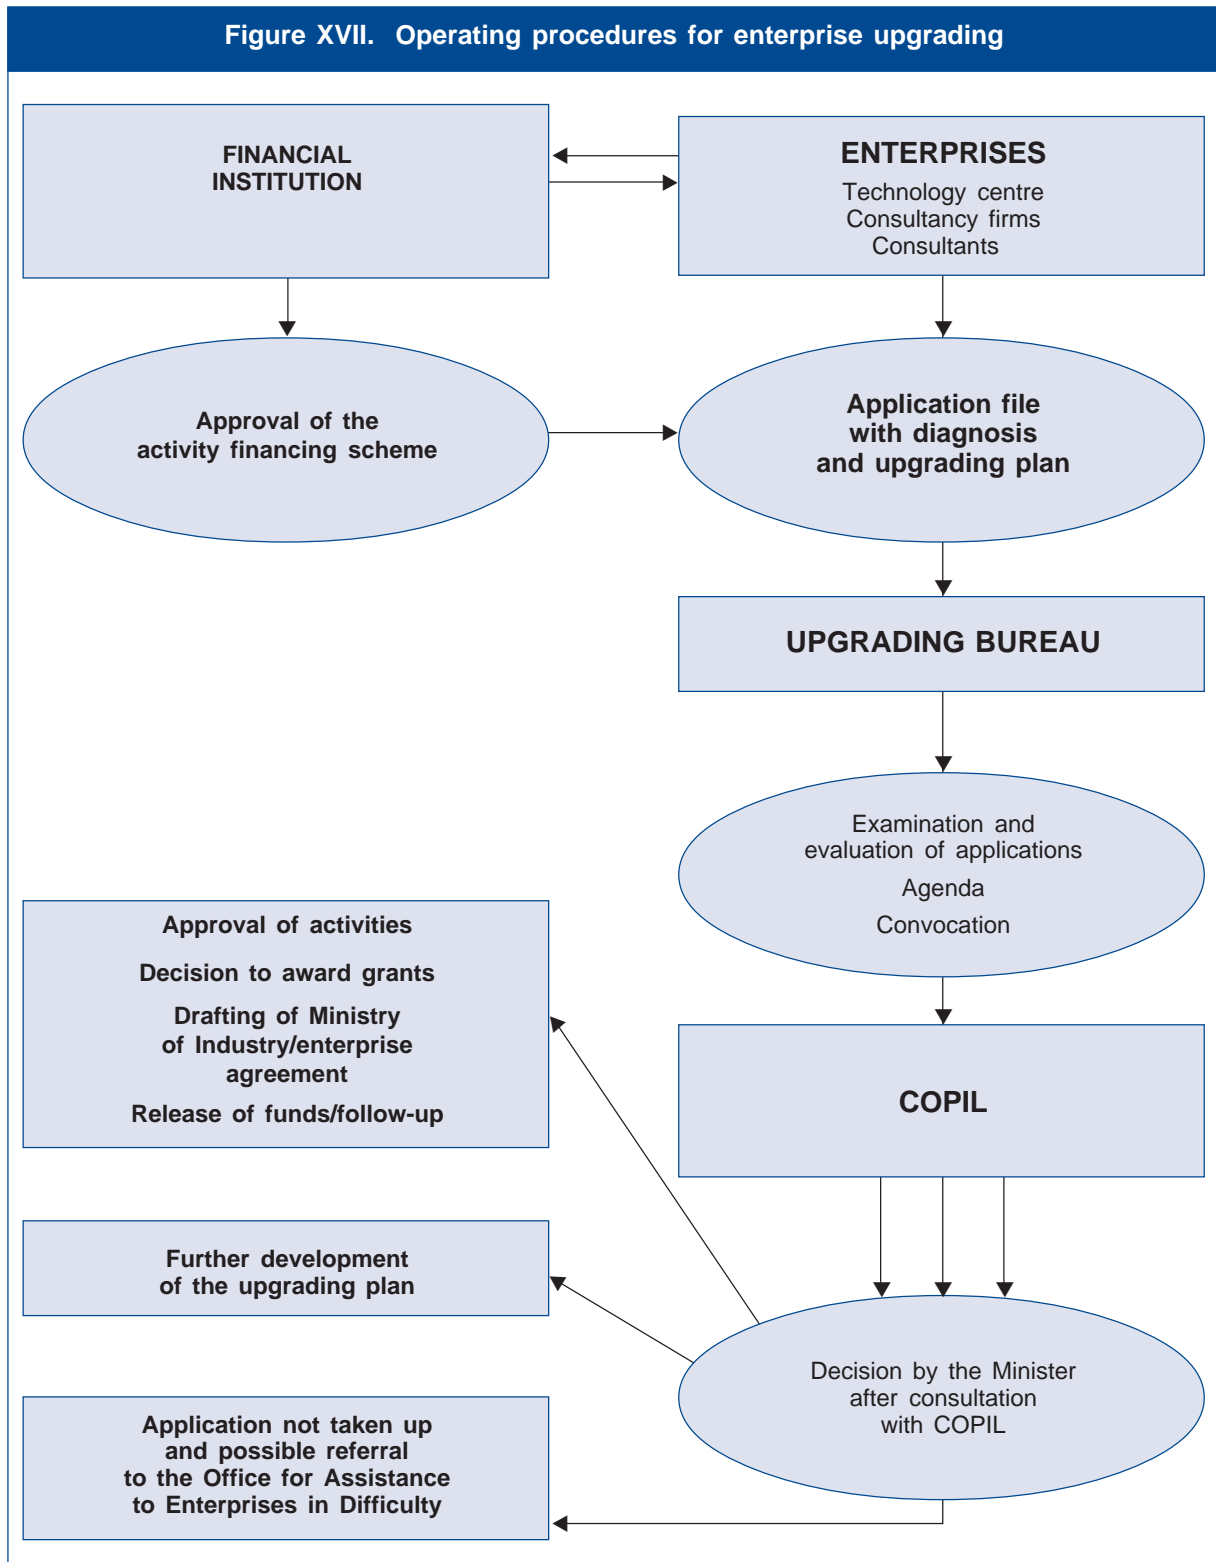 Figure XVII. Operating procedures for enterprise upgrading
FINANCIAL
INSTITUTION
ENTERPRISES
Technology centre
Consultancy firms
Consultants
Approval of the
activity financing scheme
Application file
with diagnosis
and upgrading plan
UPGRADING BUREAU
Examination and
evaluation of applications
Agenda
Convocation
Approval of activities
Decision to award grants
Drafting of Ministry
of Industry/enterprise
agreement
Release of funds/follow-up
COPIL
Further development
of the upgrading plan
Decision by the Minister
after consultation
with COPIL
Application not taken up
and possible referral
to the Office for Assistance
to Enterprises in Difficulty